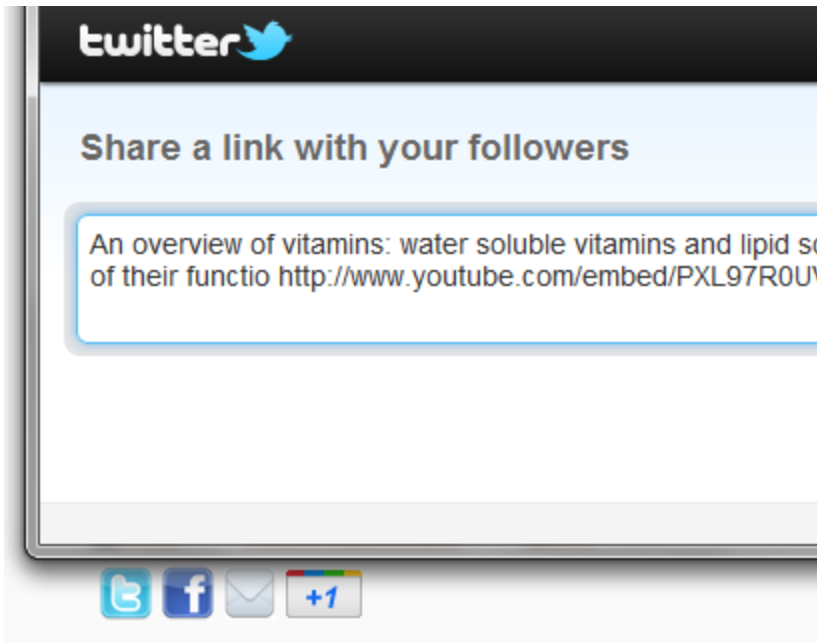 twitter
Share a link with your followers
An overview of vitamins: water soluble vitamins and lipid
of their functio http://www.youtube.com/embed/PXL97R0U
t
f
+1